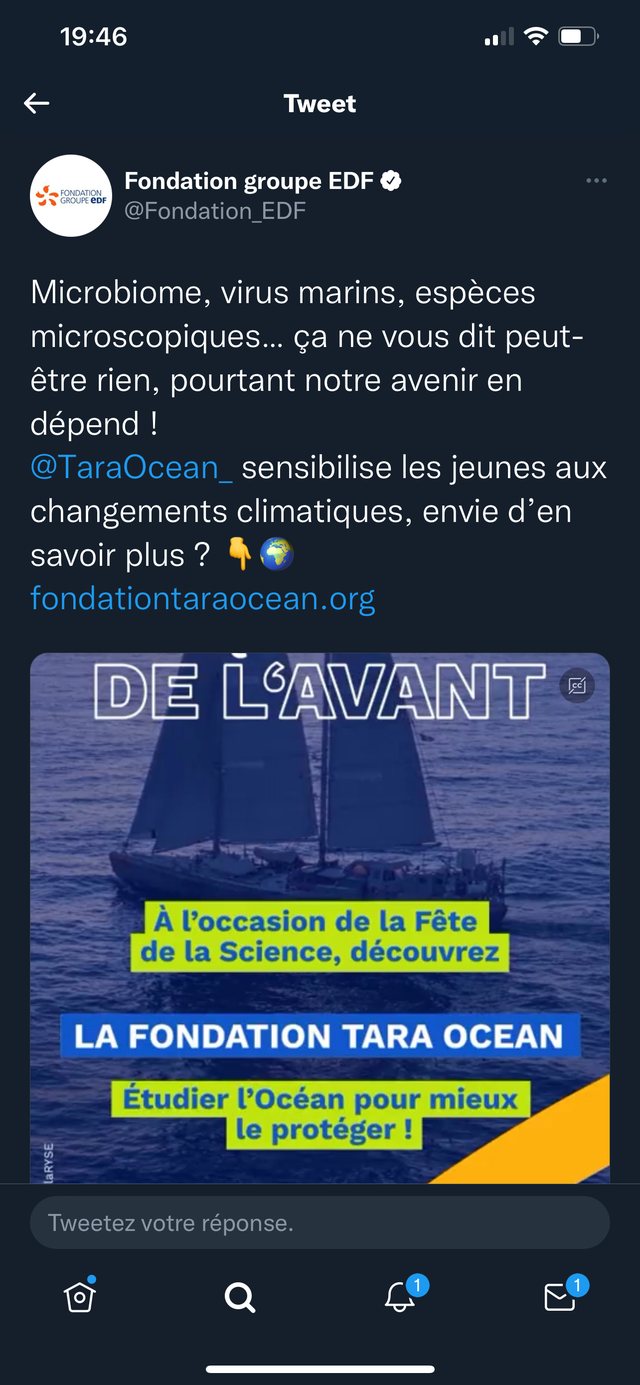 19:46
Tweet
FONDATION
GROUPE eDF
Fondation groupe EDF
@Fondation_EDF
Microbiome, virus marins, espèces
microscopiques… ça ne vous dit peut-
être rien, pourtant notre avenir en
dépend !
@TaraOcean_ sensibilise les jeunes aux
changements climatiques, envie d’en
savoir plus ? 👇🌍
fondationtaraocean.org
DE L‘AVANT
CC
À l’occasion de la Fête
de la Science, découvrez
LA FONDATION TARA OCEAN
Étudier l’Océan pour mieux
le protéger !
laRYSE
Tweetez votre réponse.
1
1